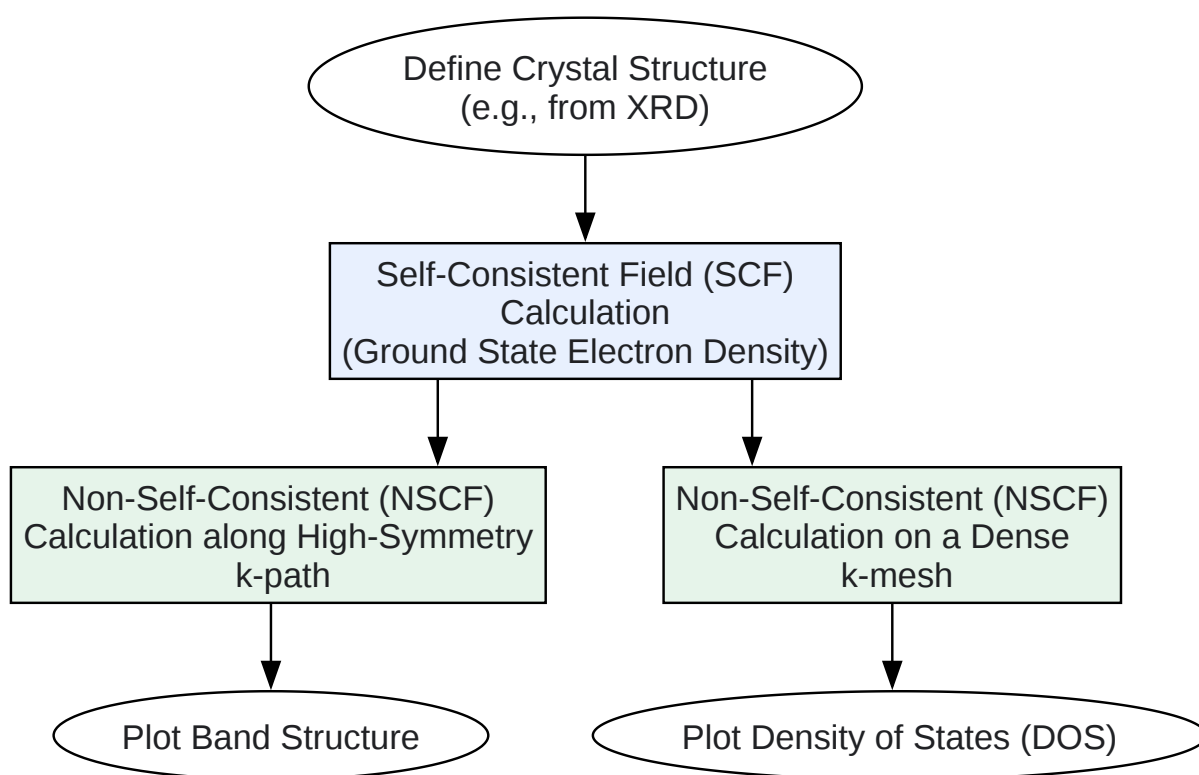 Define Crystal Structure
(e.g., from XRD)
Self-Consistent Field (SCF)
Calculation
(Ground State Electron Density)
Non-Self-Consistent (NSCF)
Calculation along High-Symmetry
k-path
Non-Self-Consistent (NSCF)
Calculation on a Dense
k-mesh
Plot Band Structure
Plot Density of States (DOS)